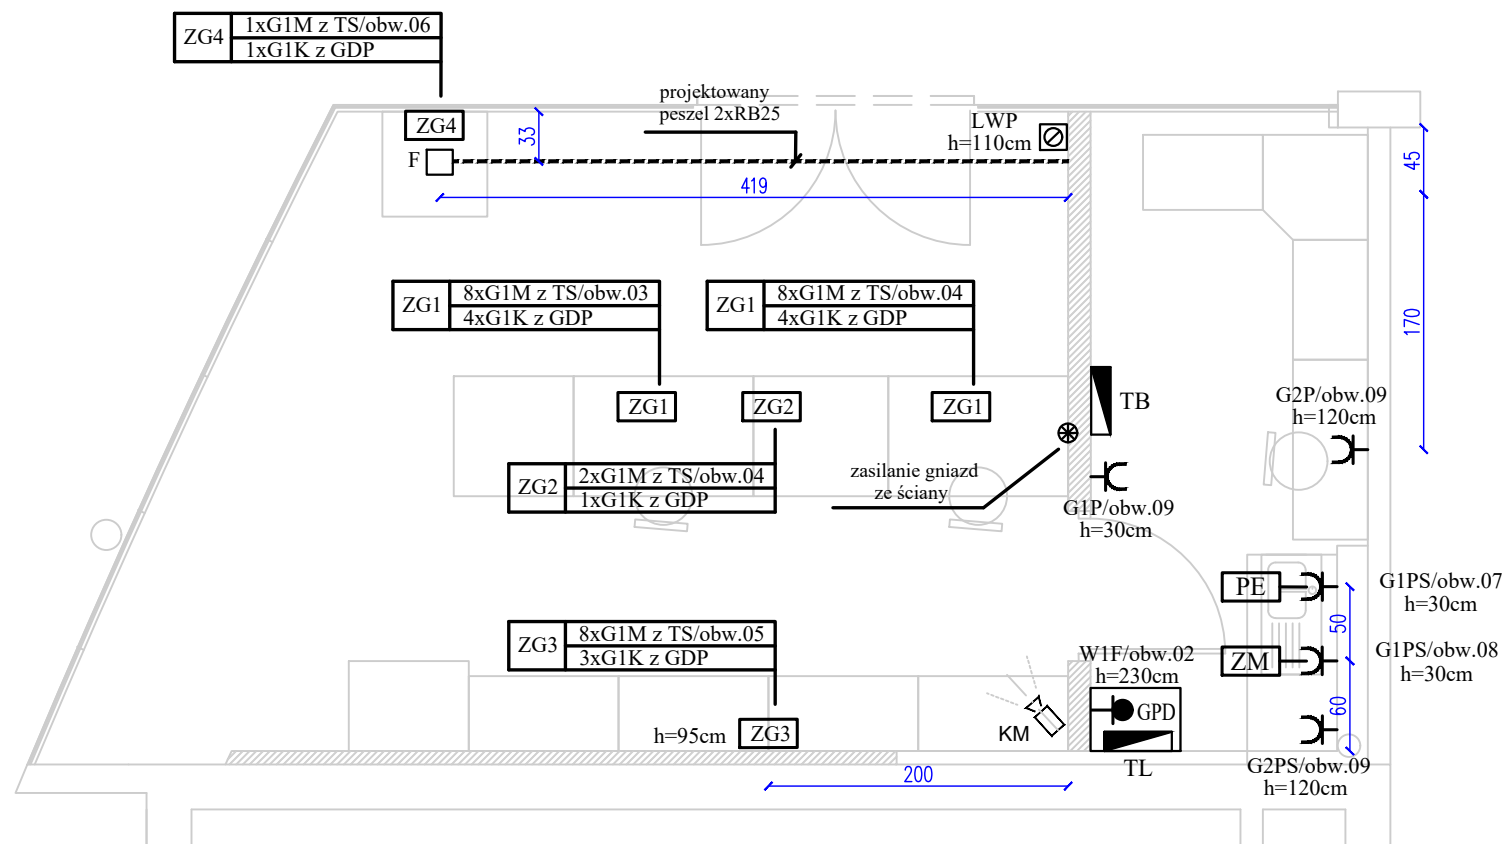 ZG4
1xG1M z TS/obw.06
1xG1K z GDP
ZG4
F
33
projektowany
peszel 2xRB25
LWP
h=110cm
419
45
170
ZG1
8xG1M z TS/obw.03
4xG1K z GDP
ZG1
8xG1M z TS/obw.04
4xG1K z GDP
ZG1
ZG2
ZG1
TB
G2P/obw.09
h=120cm
ZG2
2xG1M z TS/obw.04
1xG1K z GDP
zasilanie gniazd
ze ściany
G1P/obw.09
h=30cm
PE
G1PS/obw.07
h=30cm
50
ZG3
8xG1M z TS/obw.05
3xG1K z GDP
W1F/obw.02
h=230cm
ZM
G1PS/obw.08
h=30cm
60
h=95cm
ZG3
KM
GPD
TL
G2PS/obw.09
h=120cm
200